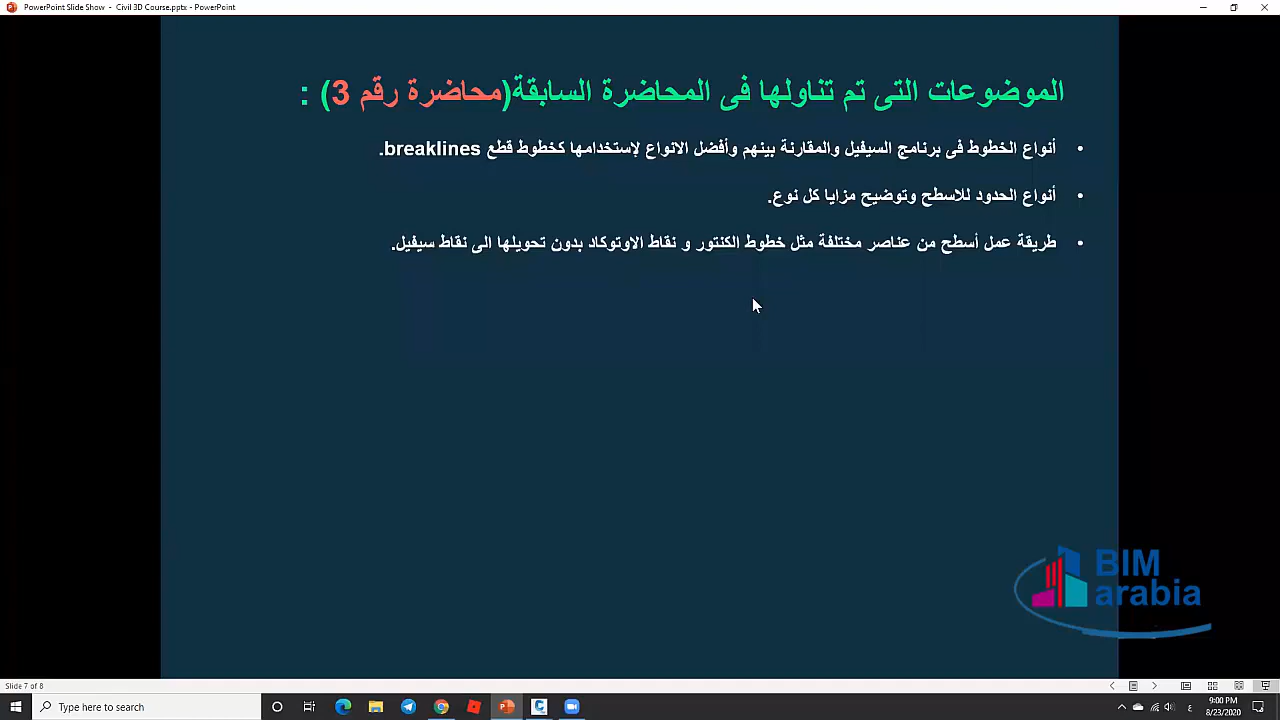 PowerPoint Slide Show - Civil 3D Course.pptx - PowerPoint
الموضوعات التى تم تناولها فى المحاضرة السابقة(محاضرة رقم 3) :
• أنواع الخطوط فى برنامج السيفيل والمقارنة بينهم وأفضل الانواع لإستخدامها كخطوط قطع breaklines.
• أنواع الحدود للاسطح وتوضيح مزايا كل نوع.
• طريقة عمل أسطح من عناصر مختلفة مثل خطوط الكنتور و نقاط الاوتوكاد بدون تحويلها الى نقاط سيفيل.
BIM
arabia
Slide 7 of 8
Type here to search
ع
9:00 PM
8/23/2020